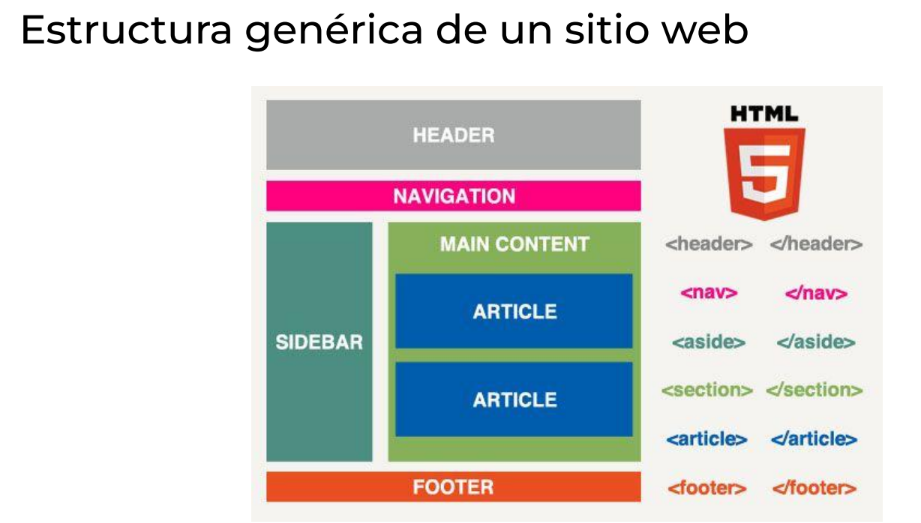 Estructura genérica de un sitio web
HEADER
NAVIGATION
SIDEBAR
MAIN CONTENT
ARTICLE
ARTICLE
FOOTER
HTML
5
<header> </header>
<nav> </nav>
<aside> </aside>
<section> </section>
<article> </article>
<footer> </footer>